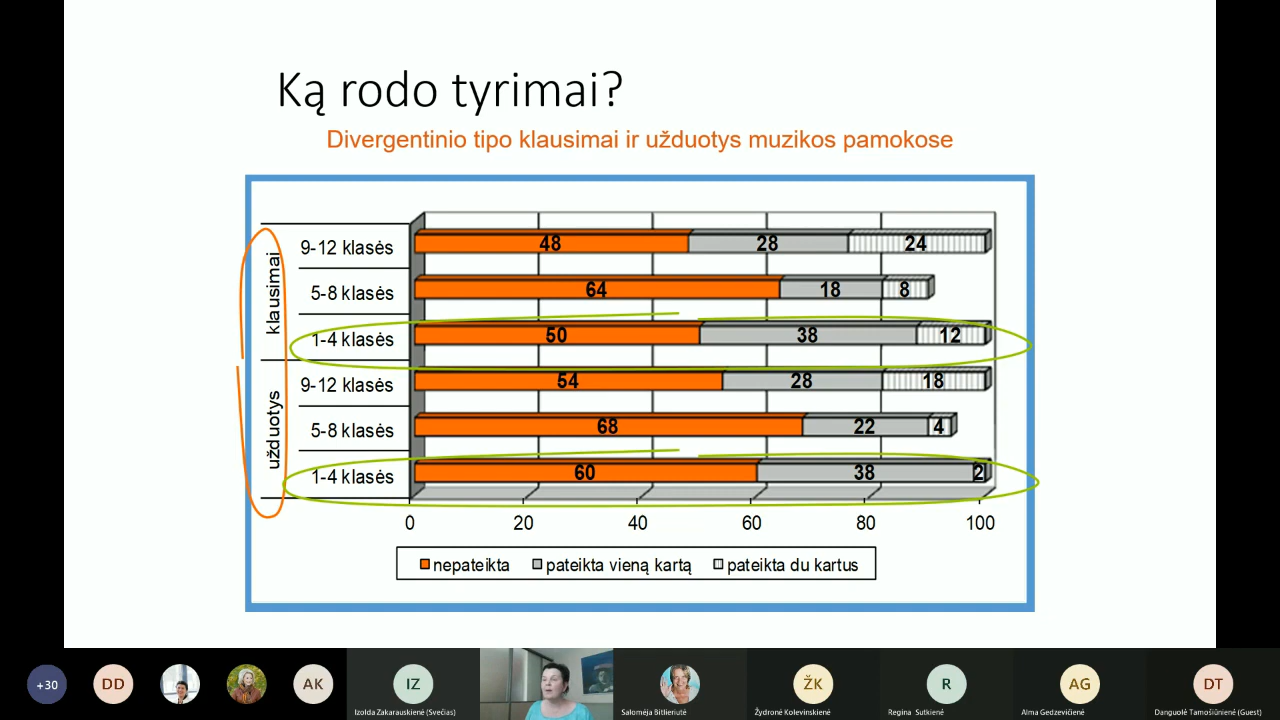 Ką rodo tyrimai?
Divergentinio tipo klausimai ir užduotys muzikos pamokose
klausimai
9-12 klasės 48 28 24
5-8 klasės 64 18 8
1-4 klasės 50 38 12
užduotys
9-12 klasės 54 28 18
5-8 klasės 68 22 4
1-4 klasės 60 38 2
0 20 40 60 80 100
nepateikta pateikta vieną kartą pateikta du kartus
+30 DD AK IZ ŽK R AG DT
Izolda Zakarauskienė (Svečias) Salomėja Bitlieriutė Žydronė Kolevinskienė Regina Sutkienė Alma Gedzevičienė Danguolė Tamošiūnienė (Guest)